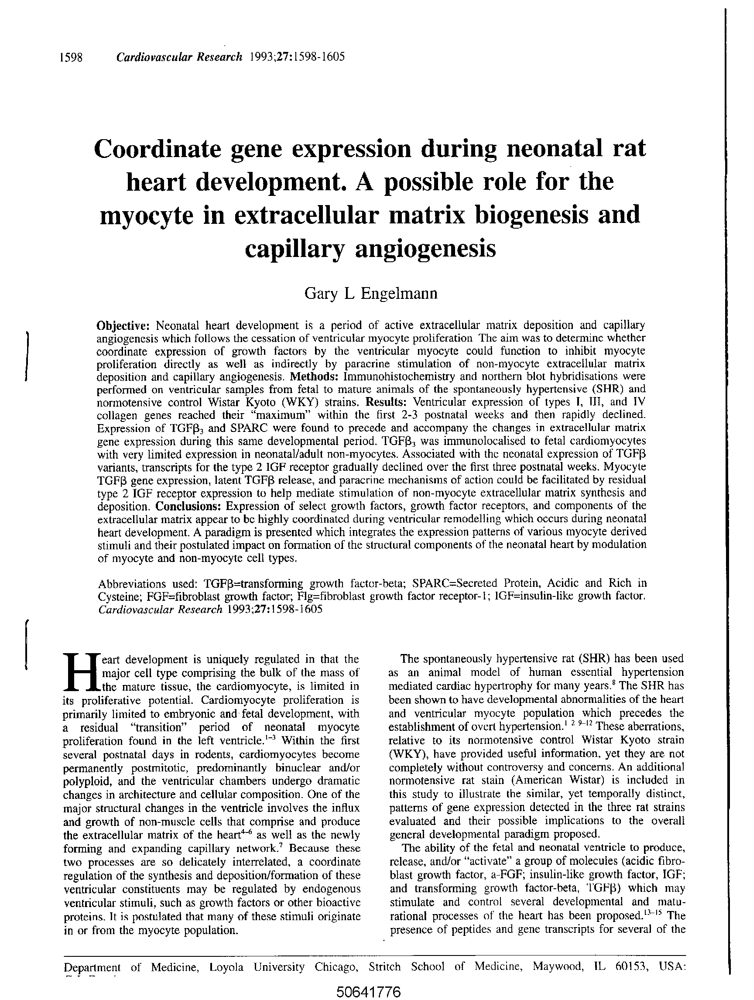 1598 Cardiovascular Research 1993;27:1598-1605
Coordinate gene expression during neonatal rat
heart development. A possible role for the
myocyte in extracellular matrix biogenesis and
capillary angiogenesis
Gary L Engelmann
Objective: Neonatal heart development is a period of active extracellular matrix deposition and capillary
angiogenesis which follows the cessation of ventricular myocyte proliferation The aim was to determine whether
coordinate expression of growth factors by the ventricular myocyte could function to inhibit myocyte
proliferation directly as well as indirectly by paracrine stimulation of non-myocyte extracellular matrix
deposition and capillary angiogenesis. Methods: Immunohistochemistry and northern blot hybridisations were
performed on ventricular samples from fetal to mature animals of the spontaneously hypertensive (SHR) and
normotensive control Wistar Kyoto (WKY) strains. Results: Ventricular expression of types I, III, and IV
collagen genes reached their "maximum" within the first 2-3 postnatal weeks and then rapidly declined.
Expression of TGFβ₃ and SPARC were found to precede and accompany the changes in extracellular matrix
gene expression during this same developmental period. TGFβ₃ was immunolocalised to fetal cardiomyocytes
with very limited expression in neonatal/adult non-myocytes. Associated with the neonatal expression of TGFβ
variants, transcripts for the type 2 IGF receptor gradually declined over the first three postnatal weeks. Myocyte
TGFβ gene expression, latent TGFβ release, and paracrine mechanisms of action could be facilitated by residual
type 2 IGF receptor expression to help mediate stimulation of non-myocyte extracellular matrix synthesis and
deposition. Conclusions: Expression of select growth factors, growth factor receptors, and components of the
extracellular matrix appear to be highly coordinated during ventricular remodelling which occurs during neonatal
heart development. A paradigm is presented which integrates the expression patterns of various myocyte derived
stimuli and their postulated impact on formation of the structural components of the neonatal heart by modulation
of myocyte and non-myocyte cell types.
Abbreviations used: TGFβ=transforming growth factor-beta; SPARC=Secreted Protein, Acidic and Rich in
Cysteine; FGF=fibroblast growth factor; Flg=fibroblast growth factor receptor-1; IGF=insulin-like growth factor.
Cardiovascular Research 1993;27:1598-1605
Heart development is uniquely regulated in that the
major cell type comprising the bulk of the mass of
the mature tissue, the cardiomyocyte, is limited in
its proliferative potential. Cardiomyocyte proliferation is
primarily limited to embryonic and fetal development, with
a residual "transition" period of neonatal myocyte
proliferation found in the left ventricle.¹⁻³ Within the first
several postnatal days in rodents, cardiomyocytes become
permanently postmitotic, predominantly binuclear and/or
polyploid, and the ventricular chambers undergo dramatic
changes in architecture and cellular composition. One of the
major structural changes in the ventricle involves the influx
and growth of non-muscle cells that comprise and produce
the extracellular matrix of the heart⁴⁻⁶ as well as the newly
forming and expanding capillary network.⁷ Because these
two processes are so delicately interrelated, a coordinate
regulation of the synthesis and deposition/formation of these
ventricular constituents may be regulated by endogenous
ventricular stimuli, such as growth factors or other bioactive
proteins. It is postulated that many of these stimuli originate
in or from the myocyte population.
The spontaneously hypertensive rat (SHR) has been used
as an animal model of human essential hypertension
mediated cardiac hypertrophy for many years.⁸ The SHR has
been shown to have developmental abnormalities of the heart
and ventricular myocyte population which precedes the
establishment of overt hypertension.¹ ² ⁹⁻¹² These aberrations,
relative to its normotensive control Wistar Kyoto strain
(WKY), have provided useful information, yet they are not
completely without controversy and concerns. An additional
normotensive rat stain (American Wistar) is included in
this study to illustrate the similar, yet temporally distinct,
patterns of gene expression detected in the three rat strains
evaluated and their possible implications to the overall
general developmental paradigm proposed.
The ability of the fetal and neonatal ventricle to produce,
release, and/or "activate" a group of molecules (acidic fibro-
blast growth factor, a-FGF; insulin-like growth factor, IGF;
and transforming growth factor-beta, TGFβ) which may
stimulate and control several developmental and matu-
rational processes of the heart has been proposed.¹³⁻¹⁵ The
presence of peptides and gene transcripts for several of the
Department of Medicine, Loyola University Chicago, Stritch School of Medicine, Maywood, IL 60153, USA:
50641776